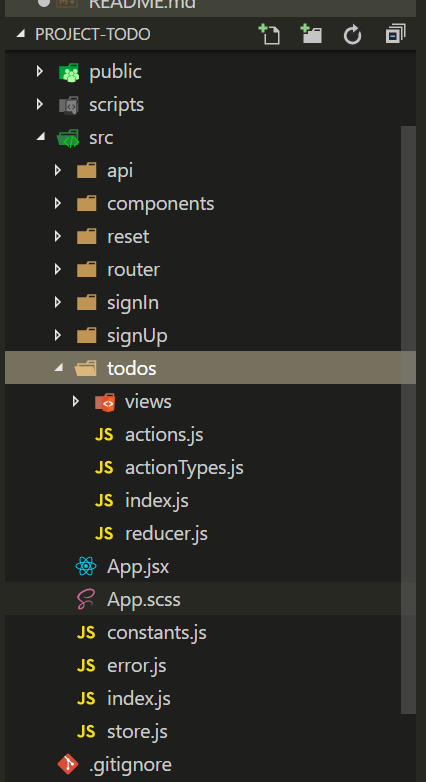 README.md
PROJECT-TODO
public
scripts
src
api
components
reset
router
signIn
signUp
todos
views
JS actions.js
JS actionTypes.js
JS index.js
JS reducer.js
App.jsx
App.scss
JS constants.js
JS error.js
JS index.js
JS store.js
.gitignore